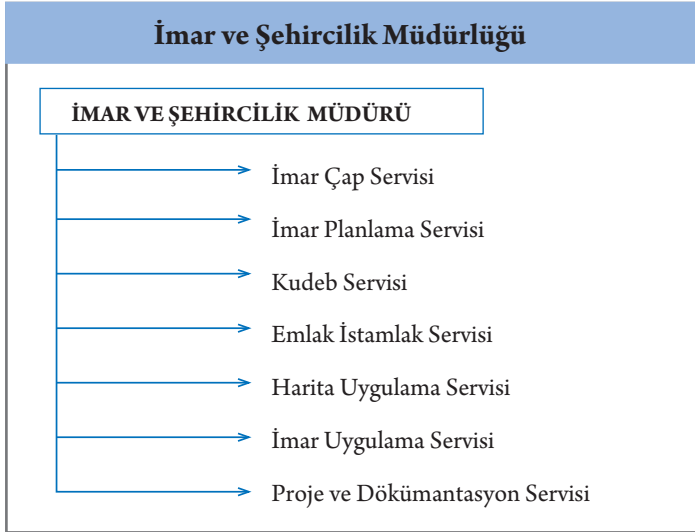 İmar ve Şehircilik Müdürlüğü
İMAR VE ŞEHİRCİLİK MÜDÜRÜ
İmar Çap Servisi
İmar Planlama Servisi
Kudeb Servisi
Emlak İstamlak Servisi
Harita Uygulama Servisi
İmar Uygulama Servisi
Proje ve Dökümantasyon Servisi